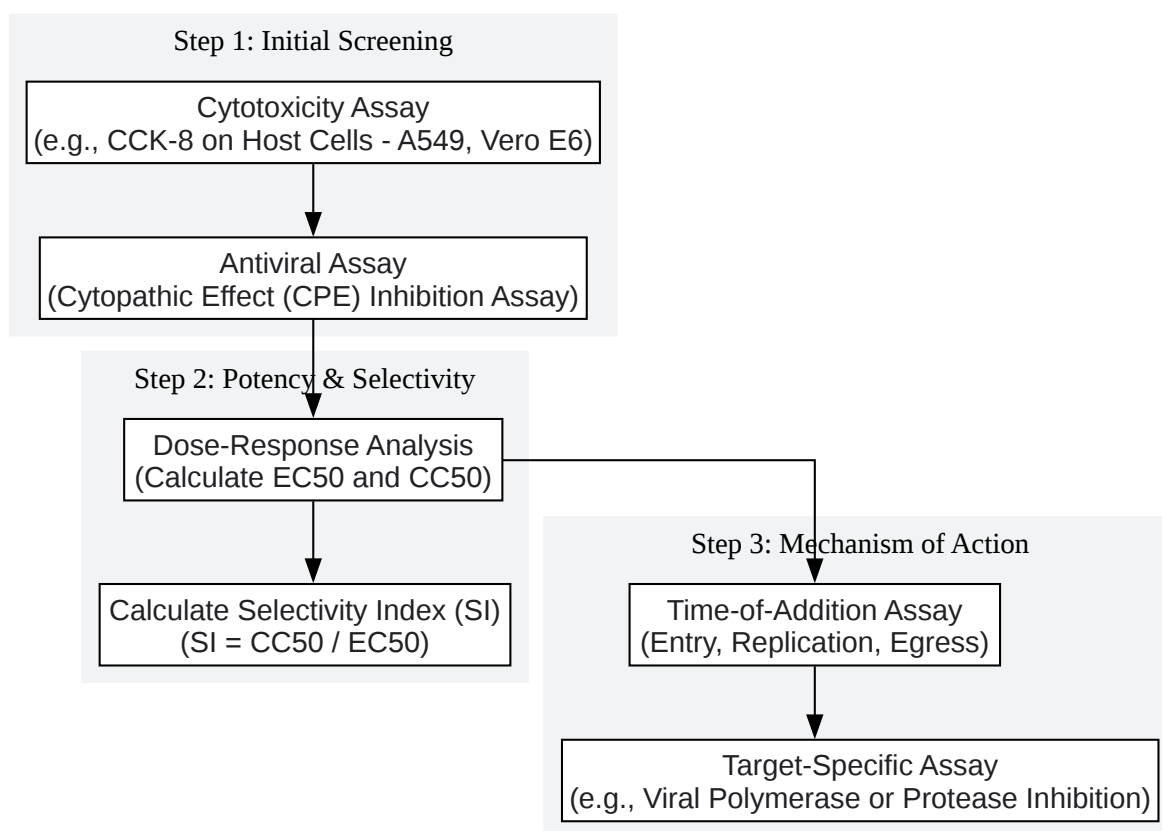 Step 1: Initial Screening
Cytotoxicity Assay
(e.g., CCK-8 on Host Cells - A549, Vero E6)
Antiviral Assay
(Cytopathic Effect (CPE) Inhibition Assay)
Step 2: Potency & Selectivity
Dose-Response Analysis
(Calculate EC50 and CC50)
Calculate Selectivity Index (SI)
(SI = CC50 / EC50)
Step 3: Mechanism of Action
Time-of-Addition Assay
(Entry, Replication, Egress)
Target-Specific Assay
(e.g., Viral Polymerase or Protease Inhibition)